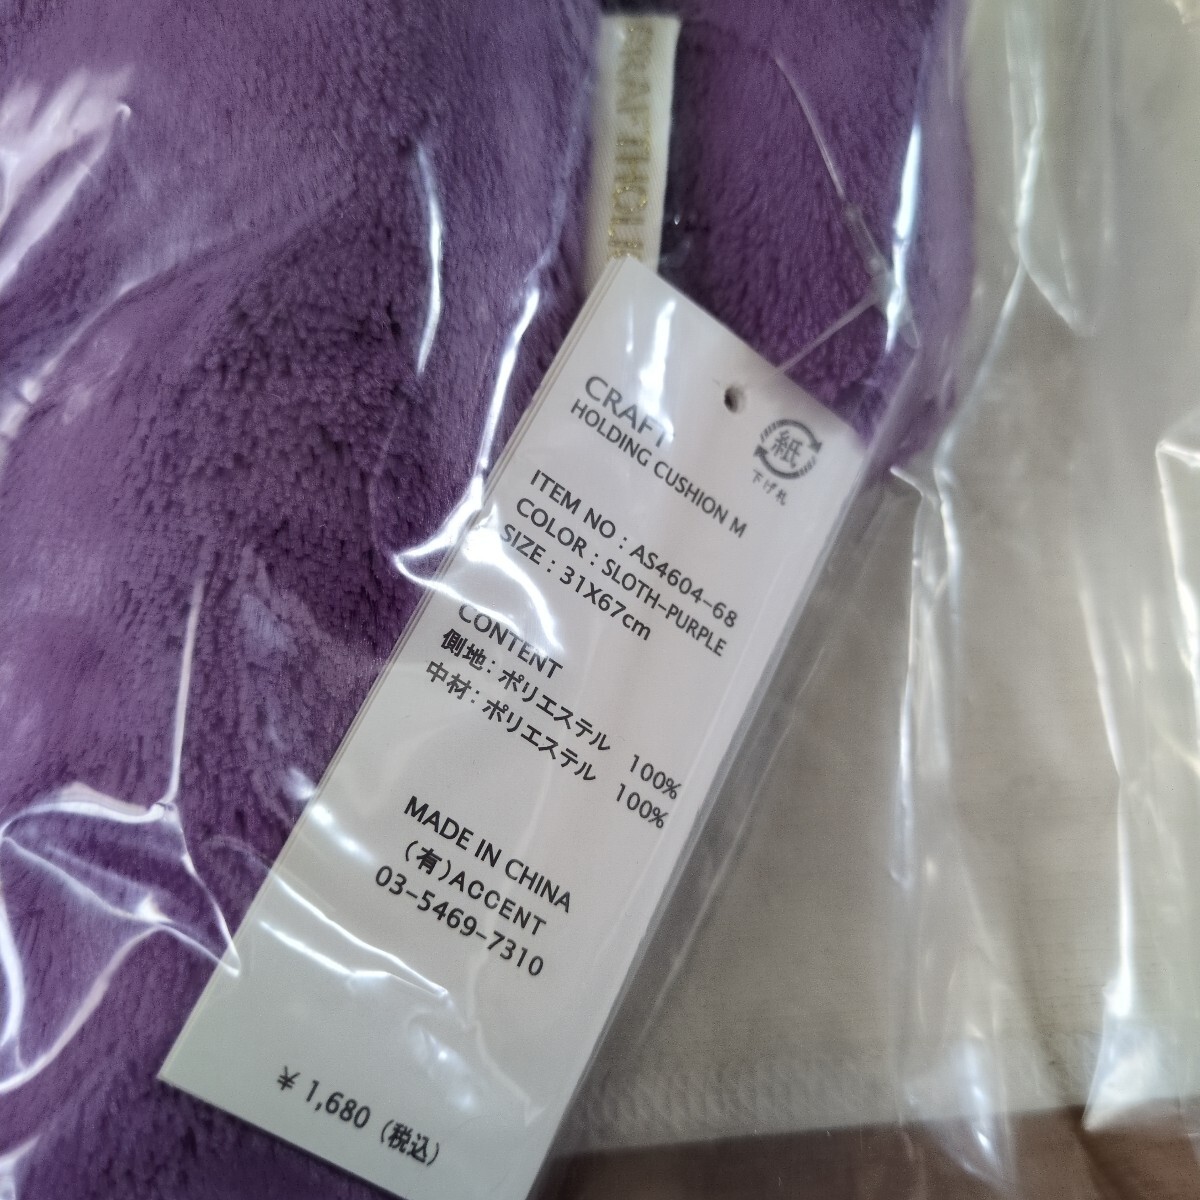 CRAFT
HOLDING CUSHION M
紙
下げ札
ITEM NO : AS4604-68
COLOR : SLOTH-PURPLE
SIZE : 31X67cm
CONTENT
側地 : ポリエステル 100%
中材 : ポリエステル 100%
MADE IN CHINA
(有)ACCENT
03-5469-7310
¥ 1,680 (税込)